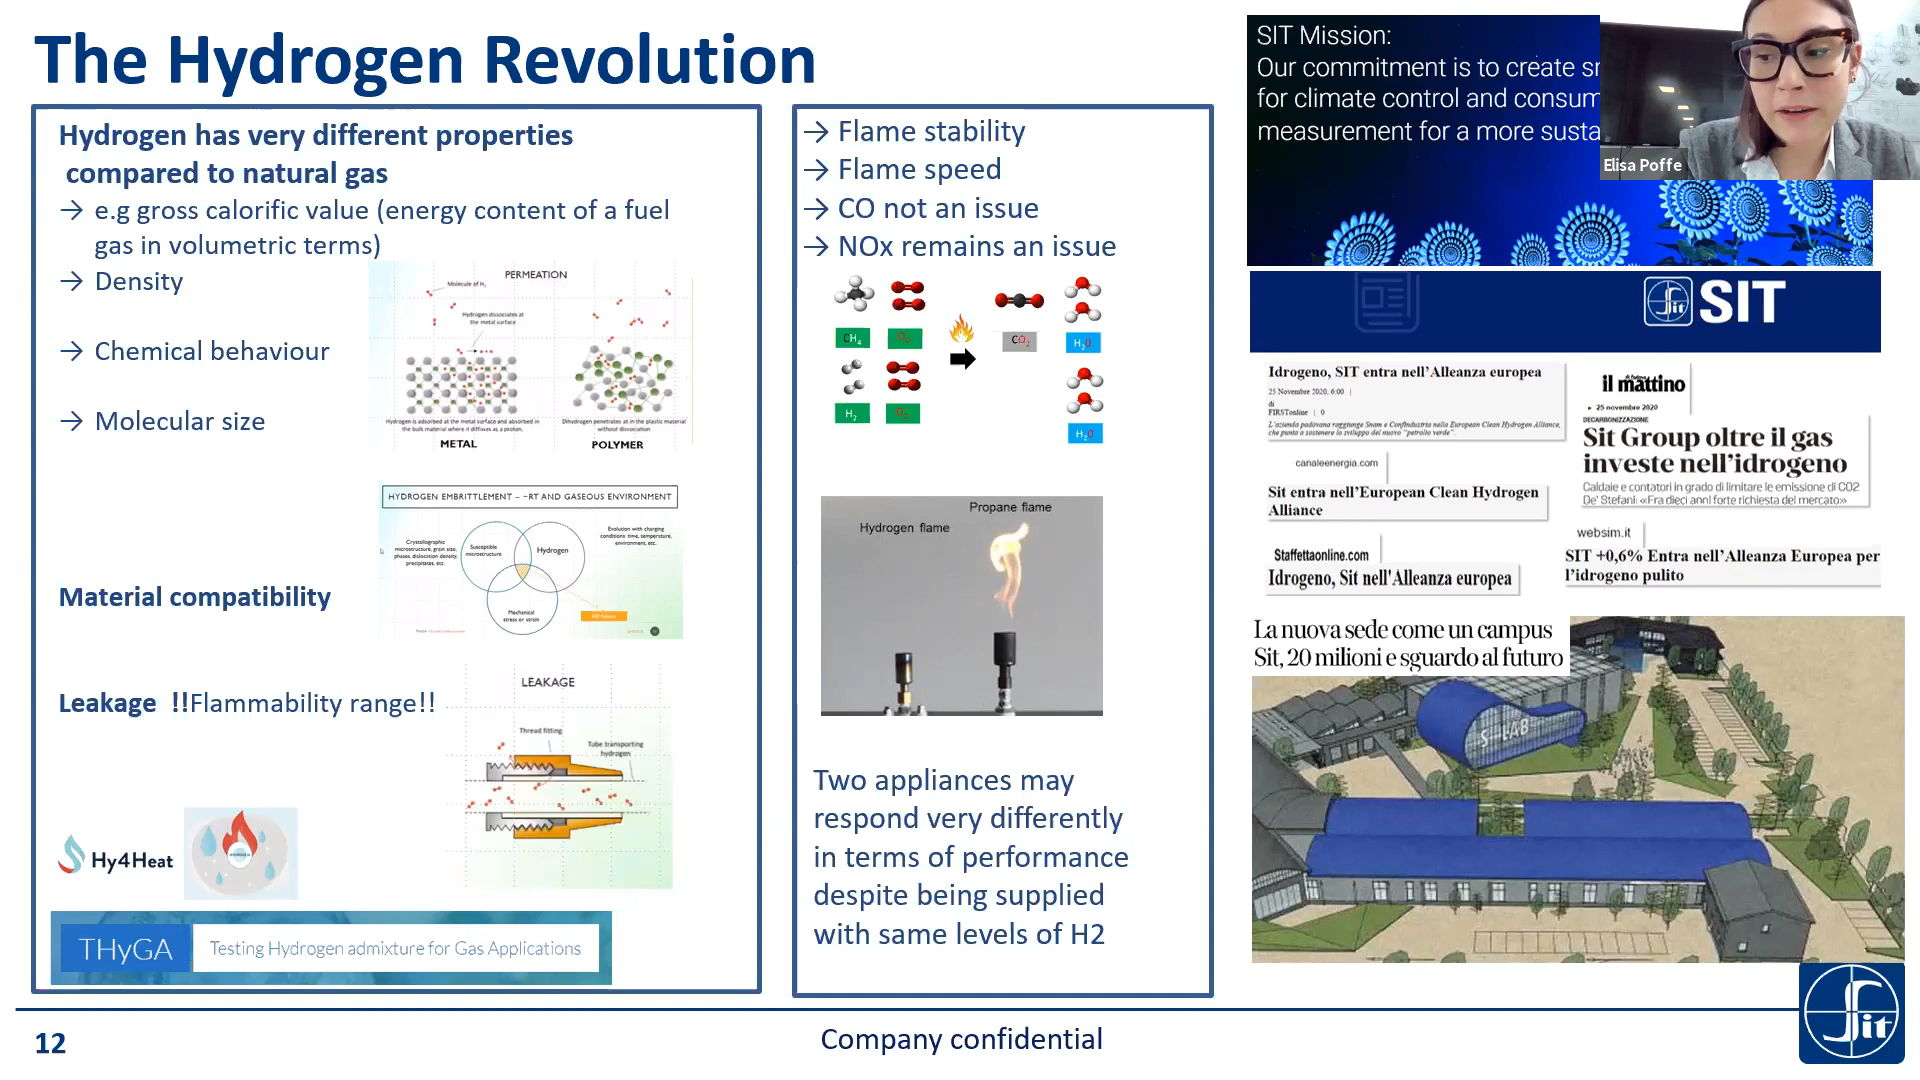 The Hydrogen Revolution
Hydrogen has very different properties
compared to natural gas
→ e.g gross calorific value (energy content of a fuel
gas in volumetric terms)
→ Density
→ Chemical behaviour
→ Molecular size
PERMEATION
Molecule of H₂
Hydrogen dissociates at
the metal surface
Hydrogen is adsorbed at the metal surface and absorbed in
the bulk material where it diffuses as a proton.
METAL
Dihydrogen penetrates at in the plastic material
without dissociation
POLYMER
HYDROGEN EMBRITTLEMENT – ~RT AND GASEOUS ENVIRONMENT
Crystallographic
microstructure, grain size,
phases, dislocation density,
precipitates, etc.
Susceptible
microstructure
Hydrogen
Evolution with charging
conditions: time, temperature,
environment, etc.
Mechanical
stress or strain
Material compatibility
Leakage !!Flammability range!!
LEAKAGE
Thread fitting
Tube transporting
hydrogen
Hy4Heat
HYDROGEN
THyGA
Testing Hydrogen admixture for Gas Applications
→ Flame stability
→ Flame speed
→ CO not an issue
→ NOx remains an issue
CH₄
O₂
CO₂
H₂O
H₂
O₂
H₂O
Hydrogen flame
Propane flame
Two appliances may
respond very differently
in terms of performance
despite being supplied
with same levels of H2
SIT Mission:
Our commitment is to create
for climate control and
measurement for a more
Elisa Poffe
SIT
Idrogeno, SIT entra nell'Alleanza europea
25 Novembre 2020, 6:00 |
di
FIRSTonline | 0
L'azienda padovana raggiunge Snam e Confindustria nella European Clean Hydrogen Alliance,
che punta a sostenere lo sviluppo del nuovo "petrolio verde".
il mattino
di Padova
25 novembre 2020
DECARBONIZZAZIONE
Sit Group oltre il gas
investe nell'idrogeno
Caldaie e contatori in grado di limitare le emissione di CO2
De' Stefani: «Fra dieci anni forte richiesta del mercato»
canaleenergia.com
Sit entra nell'European Clean Hydrogen
Alliance
websim.it
SIT +0,6% Entra nell'Alleanza Europea per
l'idrogeno pulito
Staffettaonline.com
Idrogeno, Sit nell'Alleanza europea
La nuova sede come un campus
Sit, 20 milioni e sguardo al futuro
S-LAB
12
Company confidential
Sit